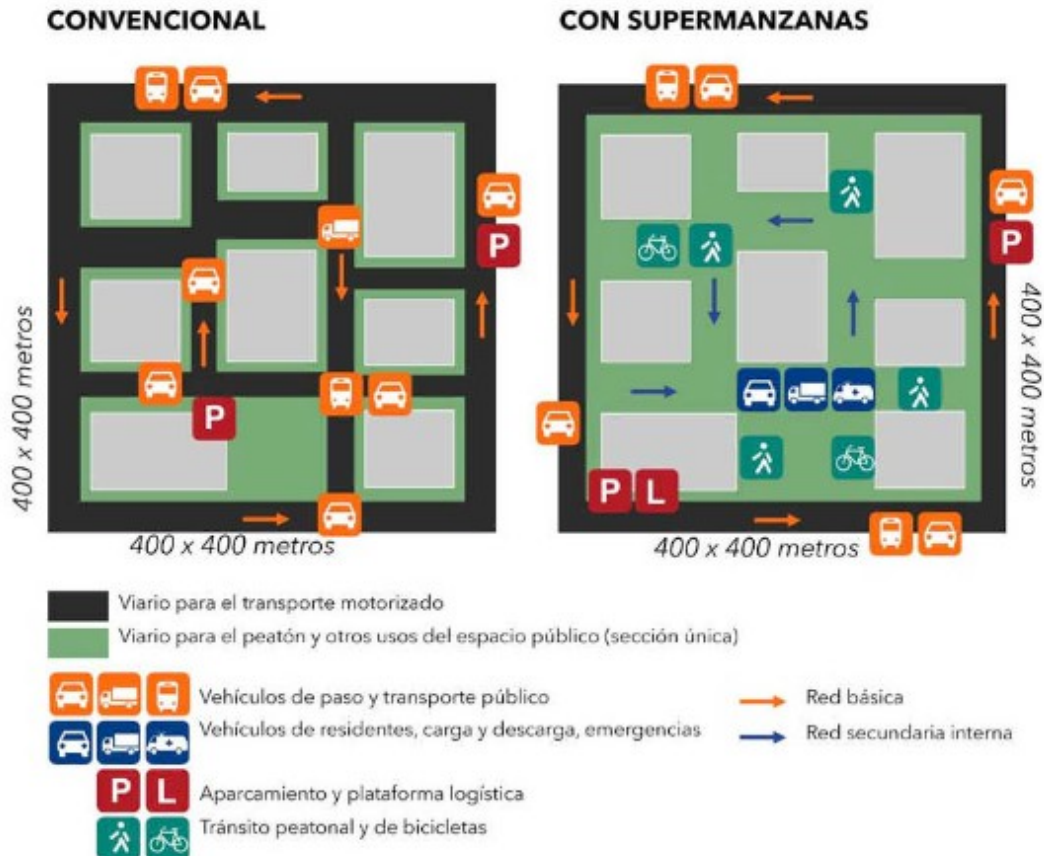 CONVENCIONAL
CON SUPERMANZANAS
P
P
400 x 400 metros
400 x 400 metros
P
P L
400 x 400 metros
400 x 400 metros
Viario para el transporte motorizado
Viario para el peatón y otros usos del espacio público (sección única)
Vehículos de paso y transporte público
Red básica
Vehículos de residentes, carga y descarga, emergencias
Red secundaria interna
P L
Aparcamiento y plataforma logística
Tránsito peatonal y de bicicletas